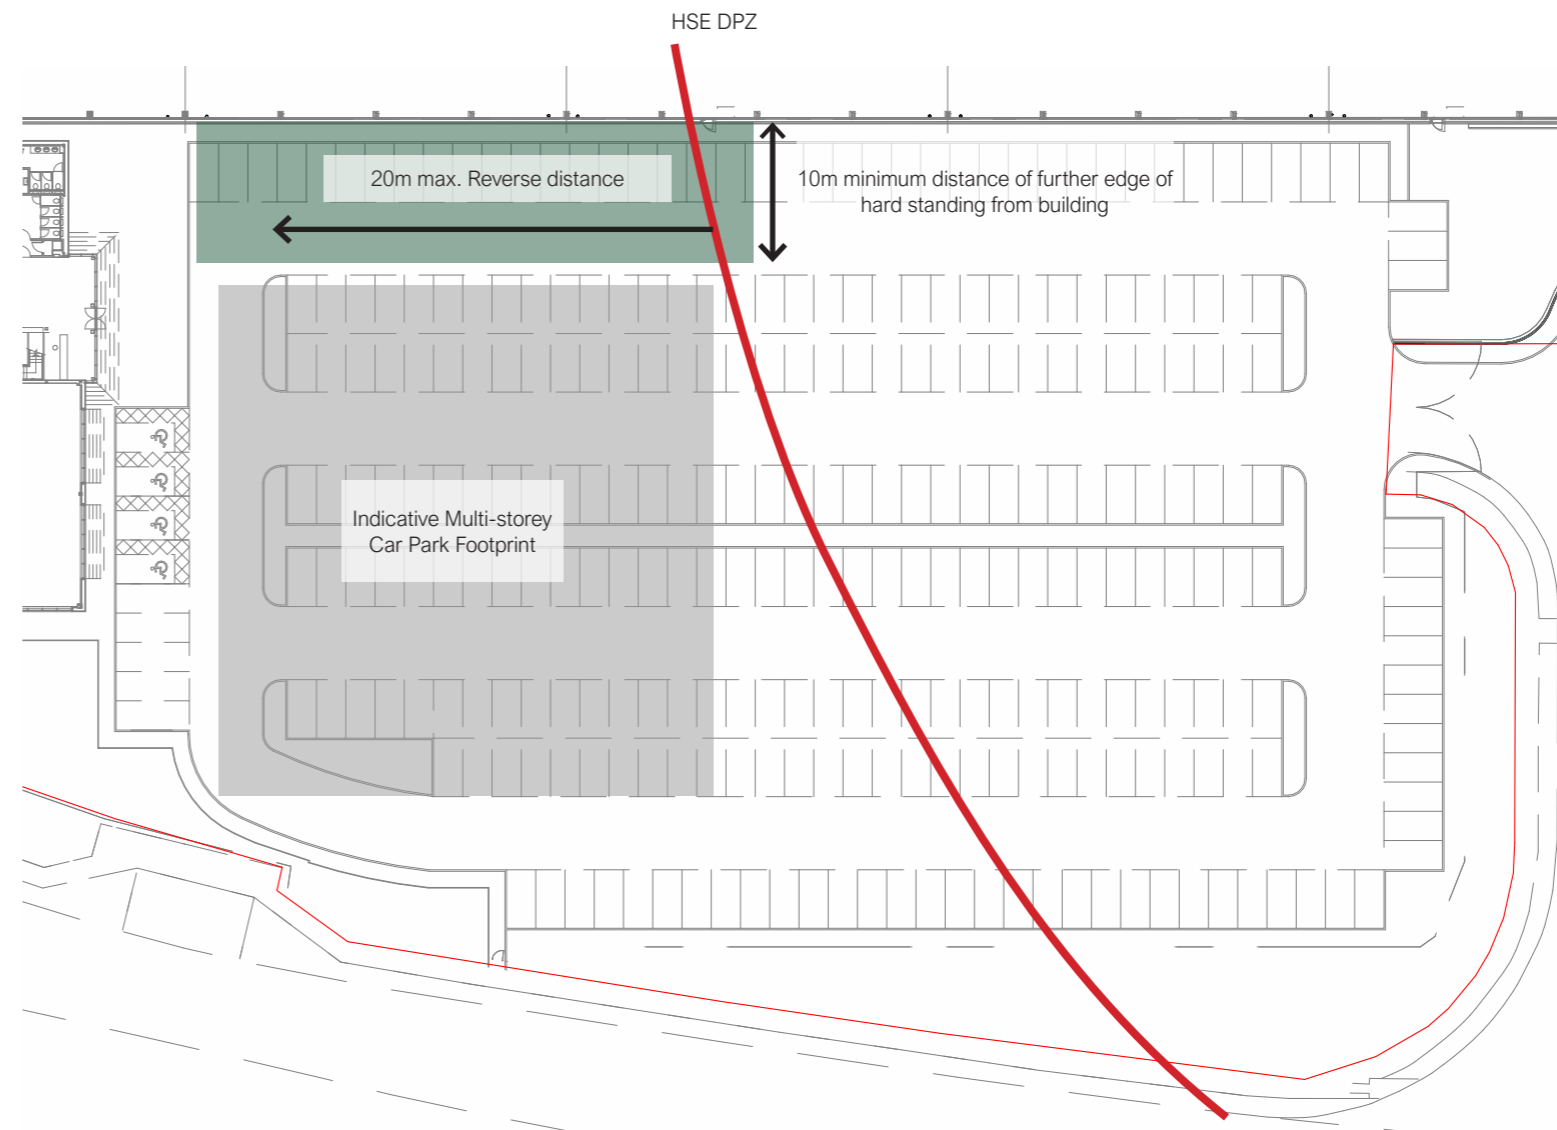 HSE DPZ
20m max. Reverse distance
10m minimum distance of further edge of
hard standing from building
Indicative Multi-storey
Car Park Footprint